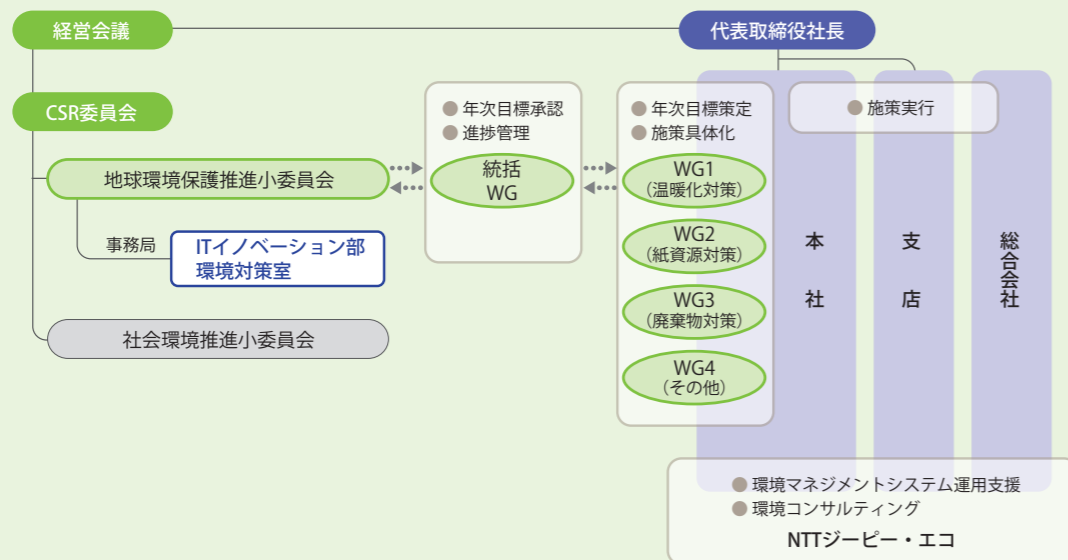 経営会議
代表取締役社長
CSR委員会
● 年次目標承認
● 進捗管理
● 年次目標策定
● 施策具体化
● 施策実行
地球環境保護推進小委員会
統括
WG
WG1
(温暖化対策)
事務局
ITイノベーション部
環境対策室
WG2
(紙資源対策)
WG3
(廃棄物対策)
社会環境推進小委員会
WG4
(その他)
本社
支店
総合会社
● 環境マネジメントシステム運用支援
● 環境コンサルティング
NTTジーピー・エコ